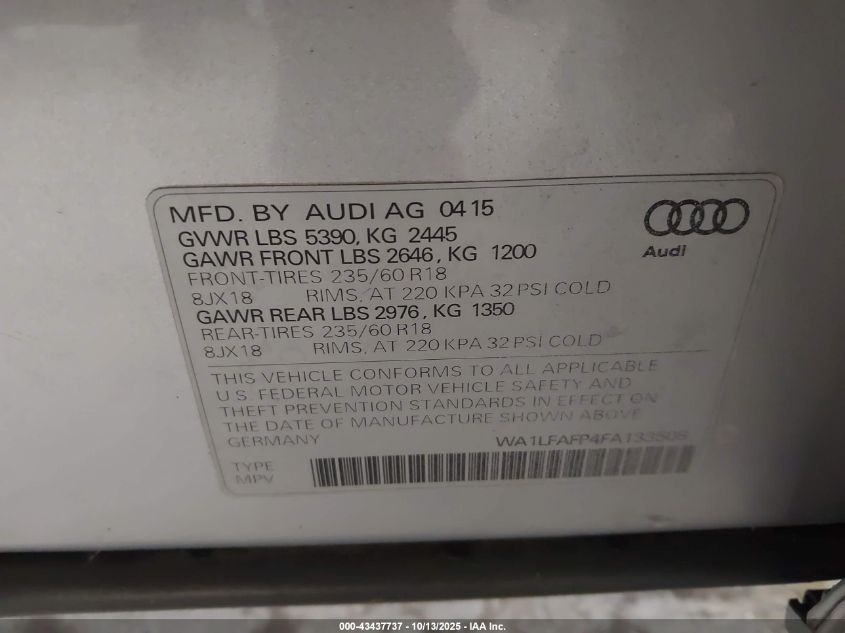 MFD. BY AUDI AG 04 15
GVWR LBS 5390, KG 2445
GAWR FRONT LBS 2646, KG 1200
FRONT-TIRES 235/60 R18
8JX18 RIMS, AT 220 KPA 32 PSI COLD
GAWR REAR LBS 2976, KG 1350
REAR-TIRES 235/60 R18
8JX18 RIMS, AT 220 KPA 32 PSI COLD
Audi
THIS VEHICLE CONFORMS TO ALL APPLICABLE
U.S. FEDERAL MOTOR VEHICLE SAFETY AND
THEFT PREVENTION STANDARDS IN EFFECT ON
THE DATE OF MANUFACTURE SHOWN ABOVE
GERMANY WA1LFAFP4FA133506
TYPE
MPV
000-43437737 - 10/13/2025 - IAA Inc.